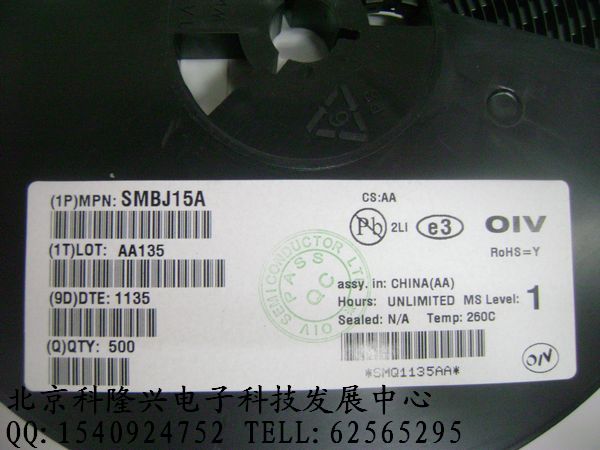 CS:AA
(1P)MPN: SMBJ15A
Pb 2LI e3 OIV
RoHS=Y
(1T)LOT: AA135
assy. in: CHINA(AA)
Hours: UNLIMITED MS Level: 1
Sealed: N/A Temp: 260C
(9D)DTE: 1135
(Q)QTY: 500
*SMQ1135AA*
OIV
OIV SEMICONDUCTOR LTD
PASS
QC
北京科隆兴电子科技发展中心
QQ: 1540924752 TELL: 62565295